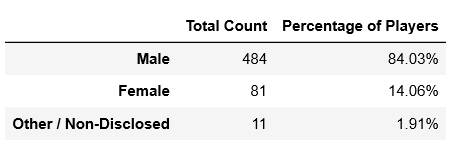 Total Count Percentage of Players
Male 484 84.03%
Female 81 14.06%
Other / Non-Disclosed 11 1.91%